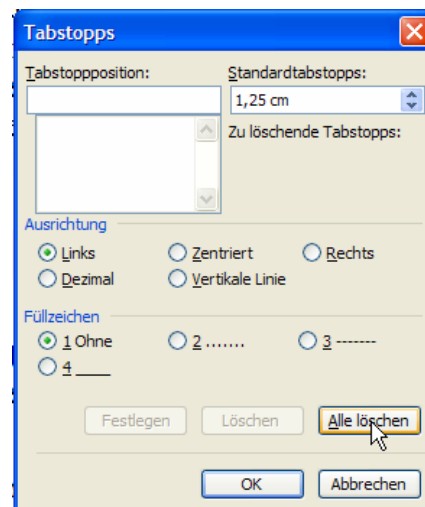 Tabstopps
Tabstoppposition: Standardtabstopps:
1,25 cm
Zu löschende Tabstopps:
Ausrichtung
Links Zentriert Rechts
Dezimal Vertikale Linie
Füllzeichen
1 Ohne 2 ....... 3 -------
4 ____
Festlegen Löschen Alle löschen
OK Abbrechen